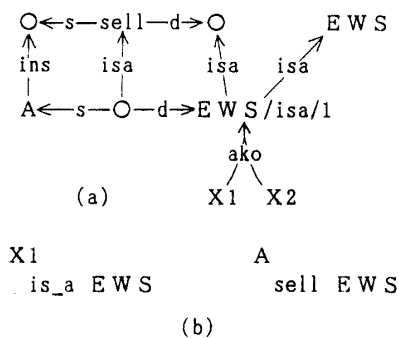 ○←s—sell—d→○ EWS
ins isa isa isa
A←s—○—d→EWS/isa/1
ako
(a) X1 X2
X1 A
is_a EWS sell EWS
(b)